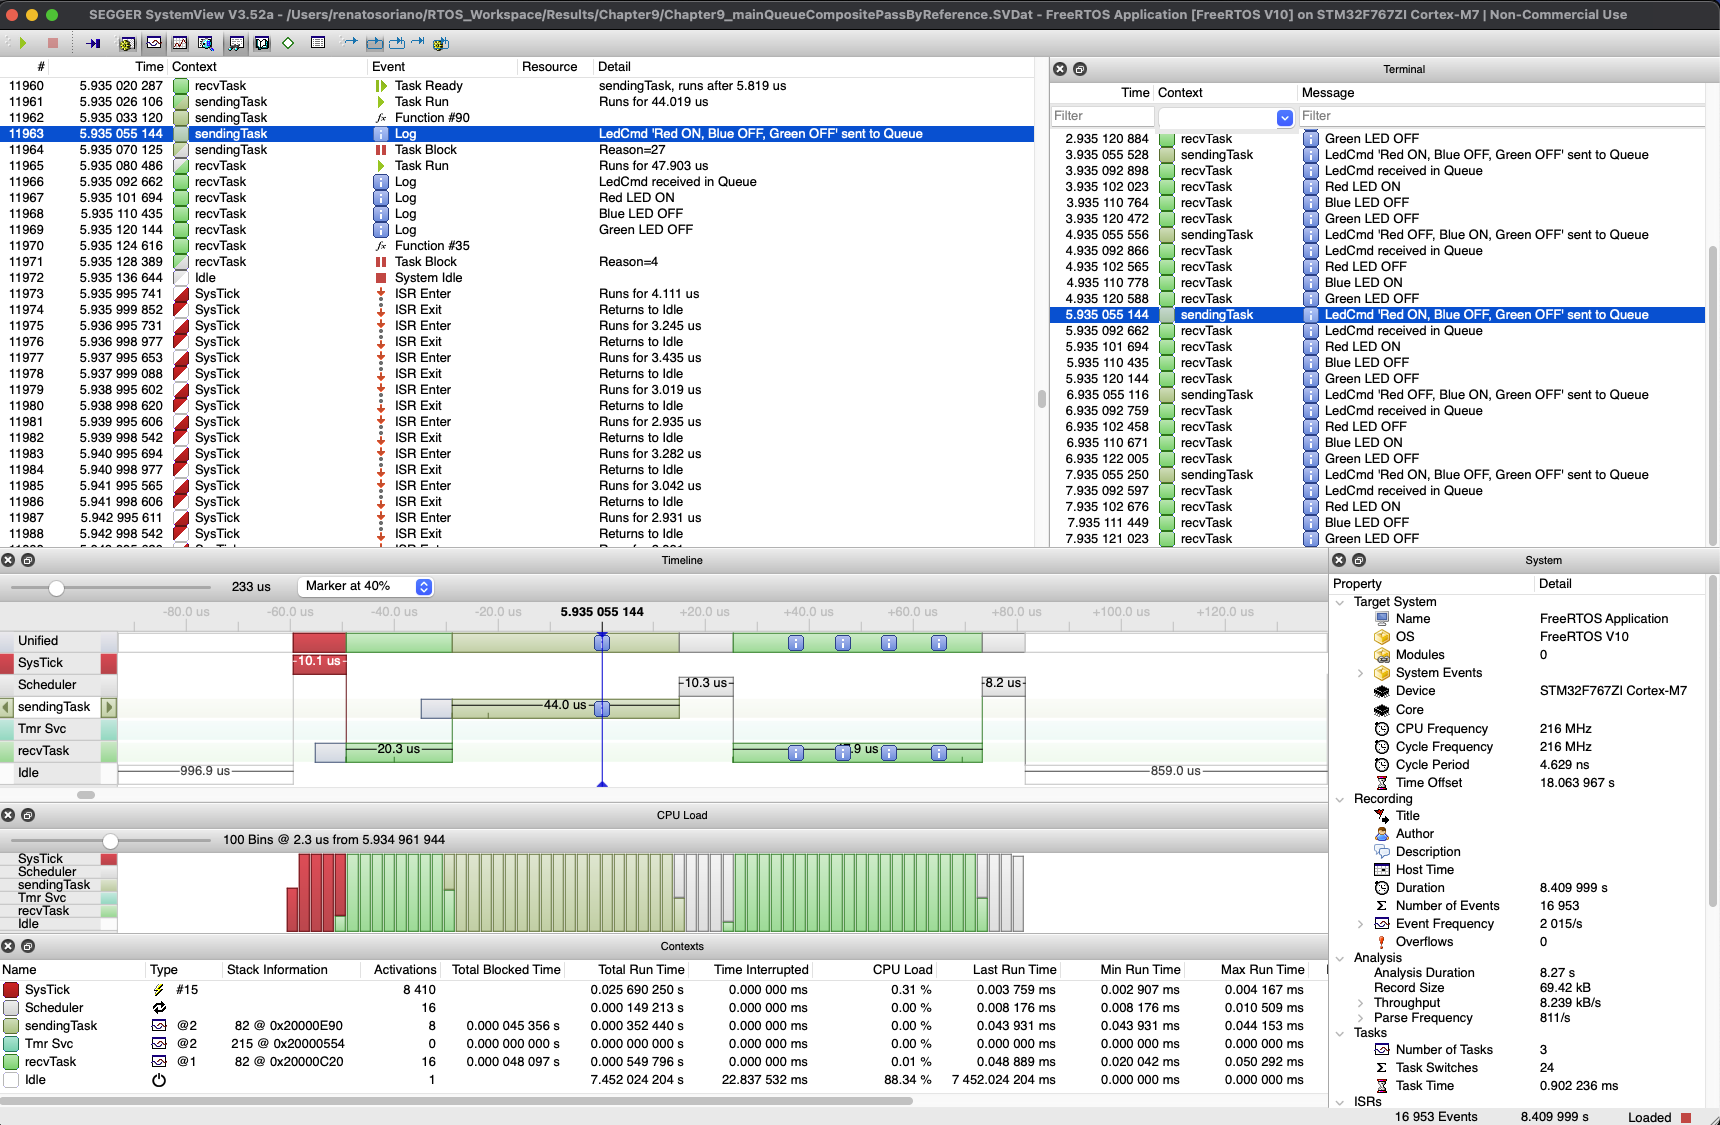 SEGGER SystemView V3.52a - /Users/renatosoriano/RTOS_Workspace/Results/Chapter9/Chapter9_mainQueueCompositePassByReference.SVDat - FreeRTOS Application [FreeRTOS V10] on STM32F767ZI Cortex-M7 | Non-Commercial Use
# Time Context Event Resource Detail
11960 5.935 020 287 recvTask Task Ready sendingTask, runs after 5.819 us
11961 5.935 026 106 sendingTask Task Run Runs for 44.019 us
11962 5.935 033 120 sendingTask Function #90
11963 5.935 055 144 sendingTask Log LedCmd 'Red ON, Blue OFF, Green OFF' sent to Queue
11964 5.935 070 125 sendingTask Task Block Reason=27
11965 5.935 080 486 recvTask Task Run Runs for 47.903 us
11966 5.935 092 662 recvTask Log LedCmd received in Queue
11967 5.935 101 694 recvTask Log Red LED ON
11968 5.935 110 435 recvTask Log Blue LED OFF
11969 5.935 120 144 recvTask Log Green LED OFF
11970 5.935 124 616 recvTask Function #35
11971 5.935 128 389 recvTask Task Block Reason=4
11972 5.935 136 644 Idle System Idle
11973 5.935 995 741 SysTick ISR Enter Runs for 4.111 us
11974 5.935 999 852 SysTick ISR Exit Returns to Idle
11975 5.936 995 731 SysTick ISR Enter Runs for 3.245 us
11976 5.936 998 977 SysTick ISR Exit Returns to Idle
11977 5.937 995 653 SysTick ISR Enter Runs for 3.435 us
11978 5.937 999 088 SysTick ISR Exit Returns to Idle
11979 5.938 995 602 SysTick ISR Enter Runs for 3.019 us
11980 5.938 998 620 SysTick ISR Exit Returns to Idle
11981 5.939 995 606 SysTick ISR Enter Runs for 2.935 us
11982 5.939 998 542 SysTick ISR Exit Returns to Idle
11983 5.940 995 694 SysTick ISR Enter Runs for 3.282 us
11984 5.940 998 977 SysTick ISR Exit Returns to Idle
11985 5.941 995 565 SysTick ISR Enter Runs for 3.042 us
11986 5.941 998 606 SysTick ISR Exit Returns to Idle
11987 5.942 995 611 SysTick ISR Enter Runs for 2.931 us
11988 5.942 998 542 SysTick ISR Exit Returns to Idle
Terminal
Time Context Message
Filter Filter
2.935 120 884 recvTask Green LED OFF
3.935 055 528 sendingTask LedCmd 'Red ON, Blue OFF, Green OFF' sent to Queue
3.935 092 898 recvTask LedCmd received in Queue
3.935 102 023 recvTask Red LED ON
3.935 110 764 recvTask Blue LED OFF
3.935 120 472 recvTask Green LED OFF
4.935 055 556 sendingTask LedCmd 'Red OFF, Blue ON, Green OFF' sent to Queue
4.935 092 866 recvTask LedCmd received in Queue
4.935 102 565 recvTask Red LED OFF
4.935 110 778 recvTask Blue LED ON
4.935 120 588 recvTask Green LED OFF
5.935 055 144 sendingTask LedCmd 'Red ON, Blue OFF, Green OFF' sent to Queue
5.935 092 662 recvTask LedCmd received in Queue
5.935 101 694 recvTask Red LED ON
5.935 110 435 recvTask Blue LED OFF
5.935 120 144 recvTask Green LED OFF
6.935 055 116 sendingTask LedCmd 'Red OFF, Blue ON, Green OFF' sent to Queue
6.935 092 759 recvTask LedCmd received in Queue
6.935 102 458 recvTask Red LED OFF
6.935 110 671 recvTask Blue LED ON
6.935 122 005 recvTask Green LED OFF
7.935 055 250 sendingTask LedCmd 'Red ON, Blue OFF, Green OFF' sent to Queue
7.935 092 597 recvTask LedCmd received in Queue
7.935 102 676 recvTask Red LED ON
7.935 111 449 recvTask Blue LED OFF
7.935 121 023 recvTask Green LED OFF
Timeline
233 us Marker at 40%
-80.0 us -60.0 us -40.0 us -20.0 us 5.935 055 144 +20.0 us +40.0 us +60.0 us +80.0 us +100.0 us +120.0 us
Unified
SysTick 10.1 us
Scheduler 10.3 us 8.2 us
sendingTask 44.0 us
Tmr Svc
recvTask 20.3 us .9 us
Idle 996.9 us 859.0 us
CPU Load
100 Bins @ 2.3 us from 5.934 961 944
SysTick
Scheduler
sendingTask
Tmr Svc
recvTask
Idle
Contexts
Name Type Stack Information Activations Total Blocked Time Total Run Time Time Interrupted CPU Load Last Run Time Min Run Time Max Run Time
SysTick #15 8 410 0.025 690 250 s 0.000 000 ms 0.31 % 0.003 759 ms 0.002 907 ms 0.004 167 ms
Scheduler 16 0.000 149 213 s 0.000 000 ms 0.00 % 0.008 176 ms 0.008 176 ms 0.010 509 ms
sendingTask @2 82 @ 0x20000E90 8 0.000 045 356 s 0.000 352 440 s 0.000 000 ms 0.00 % 0.043 931 ms 0.043 931 ms 0.044 153 ms
Tmr Svc @2 215 @ 0x20000554 0 0.000 000 000 s 0.000 000 000 s 0.000 000 ms 0.00 % 0.000 000 ms 0.000 000 ms 0.000 000 ms
recvTask @1 82 @ 0x20000C20 16 0.000 048 097 s 0.000 549 796 s 0.000 000 ms 0.01 % 0.048 889 ms 0.020 042 ms 0.050 292 ms
Idle 1 7.452 024 204 s 22.837 532 ms 88.34 % 7 452.024 204 ms 0.000 000 ms 0.000 000 ms
System
Property Detail
Target System
Name FreeRTOS Application
OS FreeRTOS V10
Modules 0
System Events
Device STM32F767ZI Cortex-M7
Core
CPU Frequency 216 MHz
Cycle Frequency 216 MHz
Cycle Period 4.629 ns
Time Offset 18.063 967 s
Recording
Title
Author
Description
Host Time
Duration 8.409 999 s
Number of Events 16 953
Event Frequency 2 015/s
Overflows 0
Analysis
Analysis Duration 8.27 s
Record Size 69.42 kB
Throughput 8.239 kB/s
Parse Frequency 811/s
Tasks
Number of Tasks 3
Task Switches 24
Task Time 0.902 236 ms
ISRs
16 953 Events 8.409 999 s Loaded